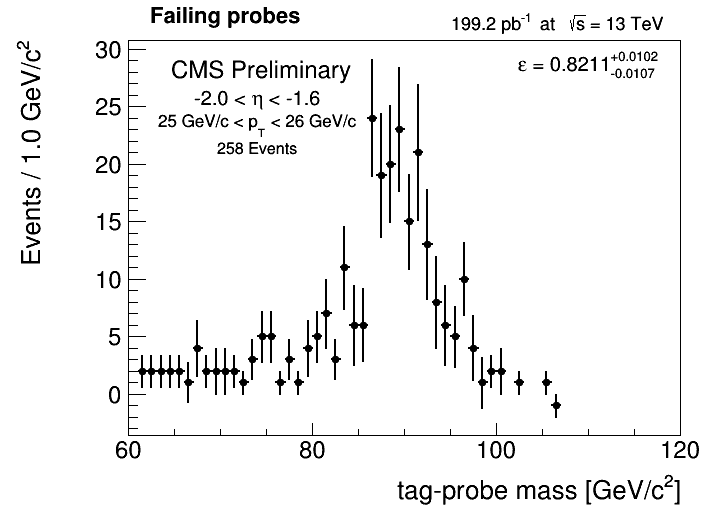 Failing probes
199.2 pb⁻¹ at √s = 13 TeV
CMS Preliminary
ε = 0.8211 +0.0102 -0.0107
-2.0 < η < -1.6
25 GeV/c < p_T < 26 GeV/c
258 Events
Events / 1.0 GeV/c²
30
25
20
15
10
5
0
60 80 100 120
tag-probe mass [GeV/c²]